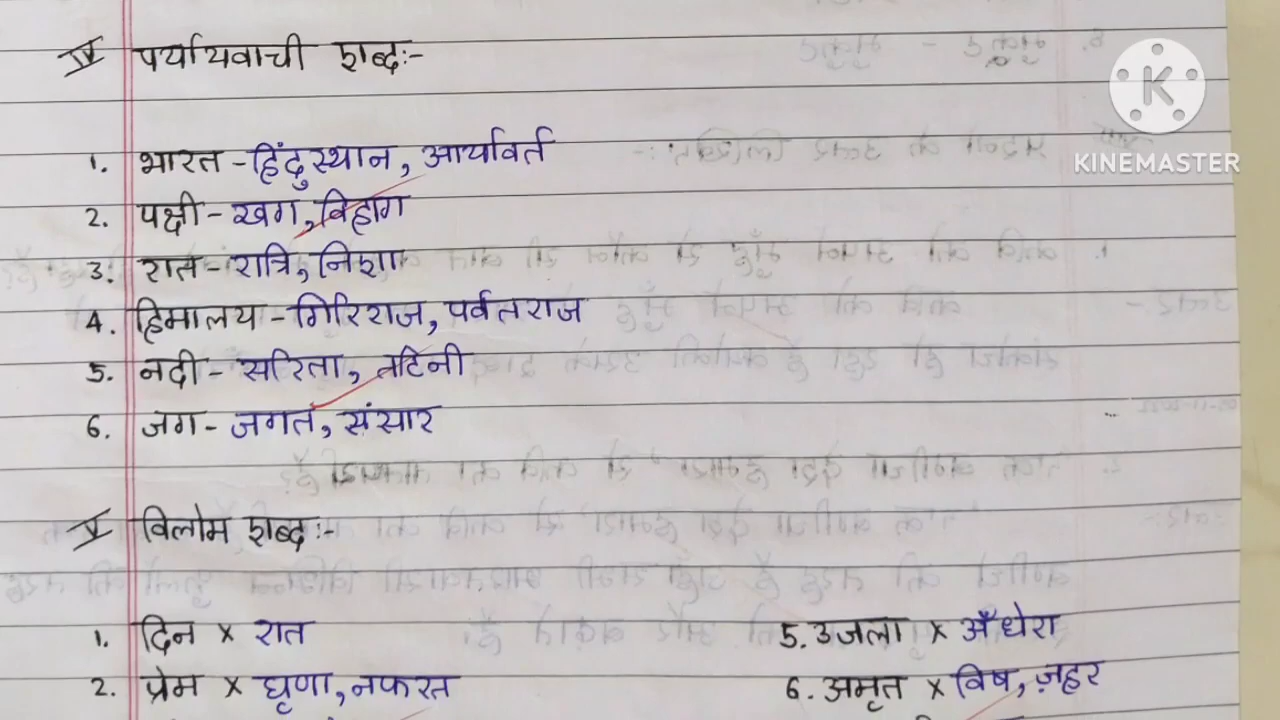 IV पर्यायवाची शब्द:-
KINEMASTER
1. भारत - हिंदुस्थान, आर्यावर्त
2. पक्षी - खग, विहाग
3. रात - रात्रि, निशा
4. हिमालय - गिरिराज, पर्वतराज
5. नदी - सरिता, तटिनी
6. जग - जगत, संसार
V विलोम शब्द:-
1. दिन × रात
5. उजला × अँधेरा
2. प्रेम × घृणा, नफरत
6. अमृत × विष, ज़हर